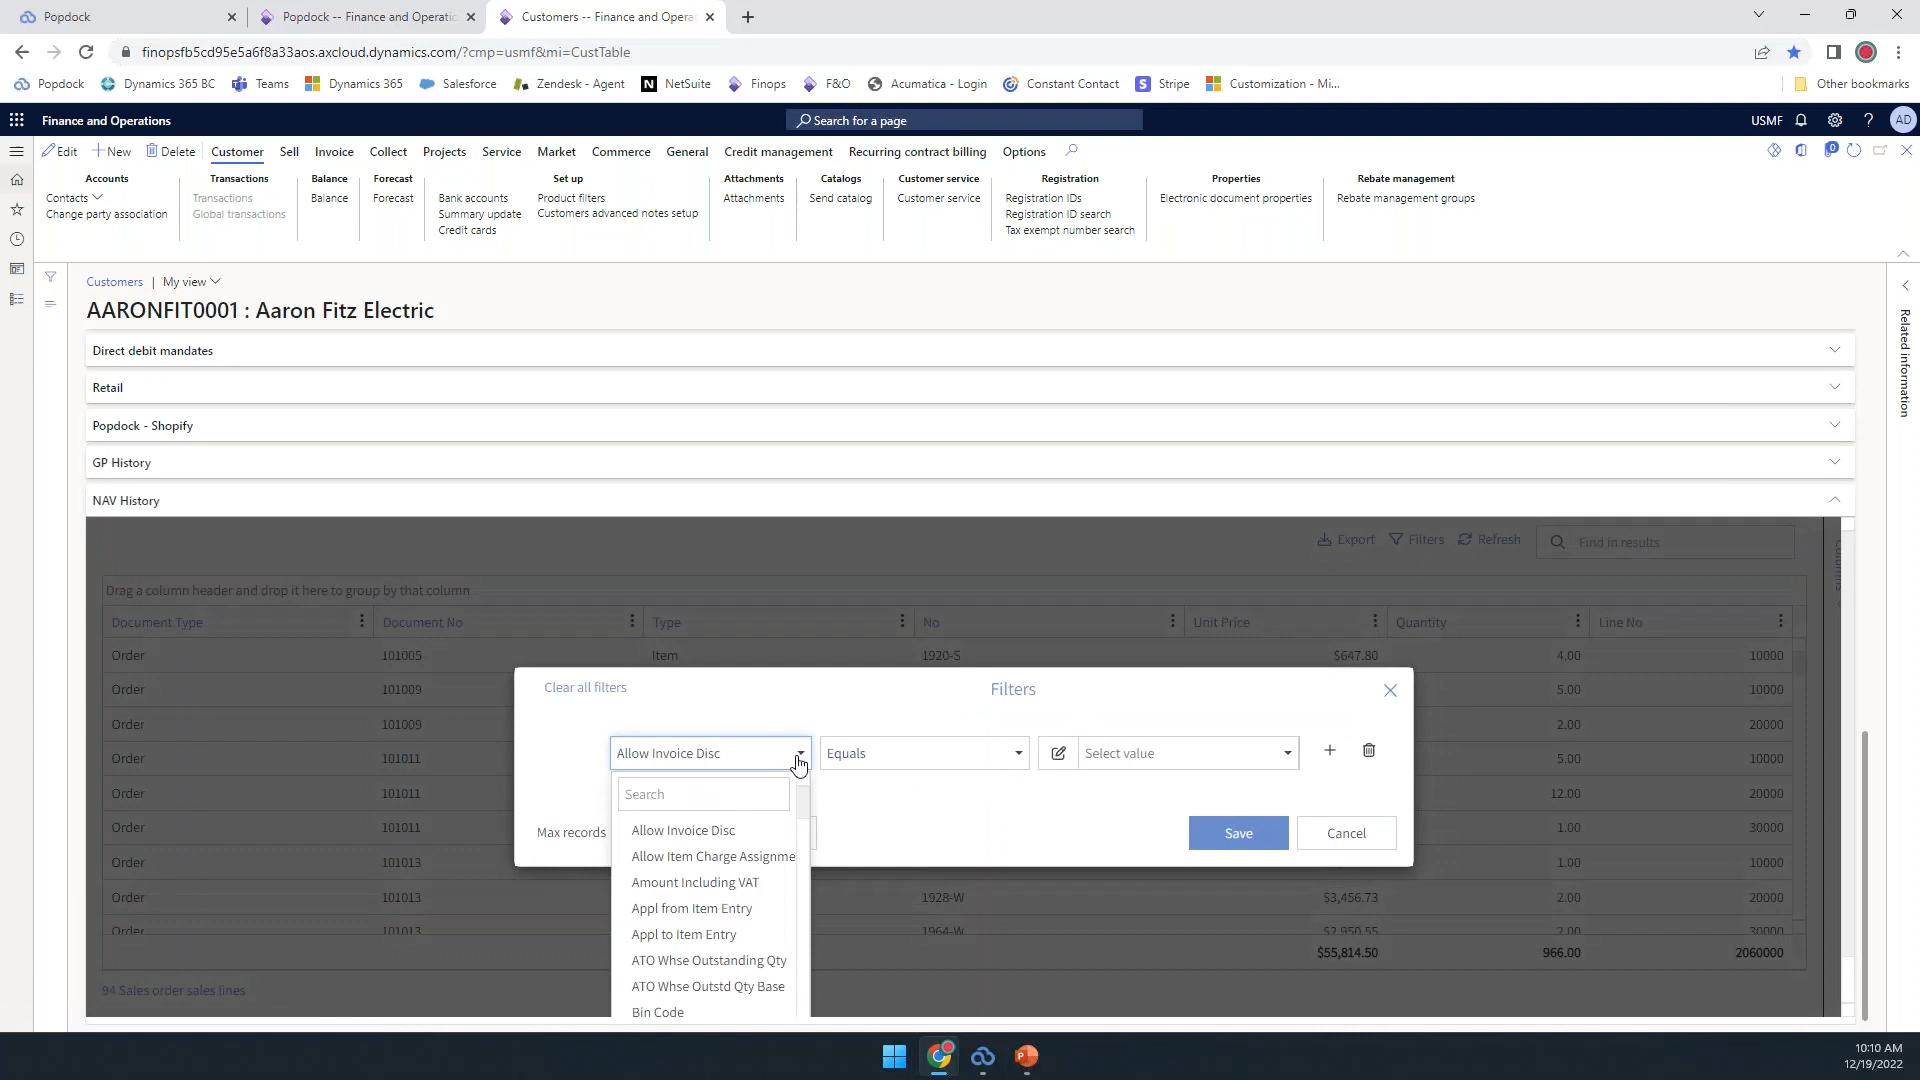 Popdock
Popdock -- Finance and Operatic
Customers -- Finance and Opera
finopsfb5cd95e5a6f8a33aos.axcloud.dynamics.com/?cmp=usmf&mi=CustTable
Popdock Dynamics 365 BC Teams Dynamics 365 Salesforce Zendesk - Agent NetSuite Finops F&O Acumatica - Login Constant Contact Stripe Customization - Mi... Other bookmarks
Finance and Operations Search for a page USMF AD
Edit New Delete Customer Sell Invoice Collect Projects Service Market Commerce General Credit management Recurring contract billing Options 0
Accounts Transactions Balance Forecast Set up Attachments Catalogs Customer service Registration Properties Rebate management
Contacts Transactions Balance Forecast Bank accounts Product filters Attachments Send catalog Customer service Registration IDs Electronic document properties Rebate management groups
Change party association Global transactions Summary update Customers advanced notes setup Registration ID search
Credit cards Tax exempt number search
Customers | My view
AARONFIT0001 : Aaron Fitz Electric
Related information
Direct debit mandates
Retail
Popdock - Shopify
GP History
NAV History
Export Filters Refresh Find in results
Drag a column header and drop it here to group by that column
Document Type Document No Type No Unit Price Quantity Line No
Order 101005 Item 1920-S $647.80 4.00 10000
Order 101009 5.00 10000
Order 101009 2.00 20000
Order 101011 5.00 10000
Order 101011 12.00 20000
Order 101011 1.00 30000
Order 101013 1.00 10000
Order 101013 1928-W $3,456.73 2.00 20000
Order 101013 1964-W $2,950.55 2.00 30000
$55,814.50 966.00 2060000
94 Sales order sales lines
Clear all filters Filters
Allow Invoice Disc Equals Select value
Search
Max records Save Cancel
Allow Invoice Disc
Allow Item Charge Assignme
Amount Including VAT
Appl from Item Entry
Appl to Item Entry
ATO Whse Outstanding Qty
ATO Whse Outstd Qty Base
Bin Code
10:10 AM
12/19/2022